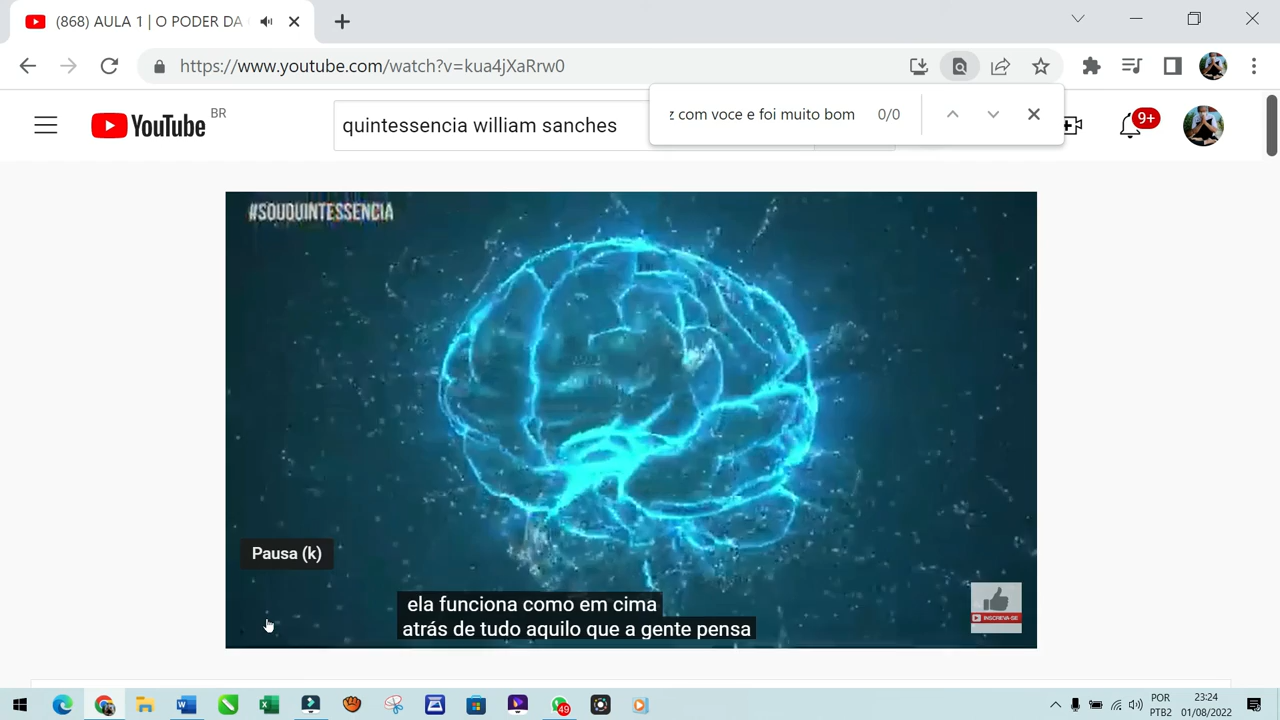 (868) AULA 1 | O PODER DA
https://www.youtube.com/watch?v=kua4jXaRrw0
z com voce e foi muito bom 0/0
YouTube BR
quintessencia william sanches
9+
#SOUQUINTESSENCIA
Pausa (k)
ela funciona como em cima
atrás de tudo aquilo que a gente pensa
INSCREVA-SE
49
POR
PTB2
23:24
01/08/2022